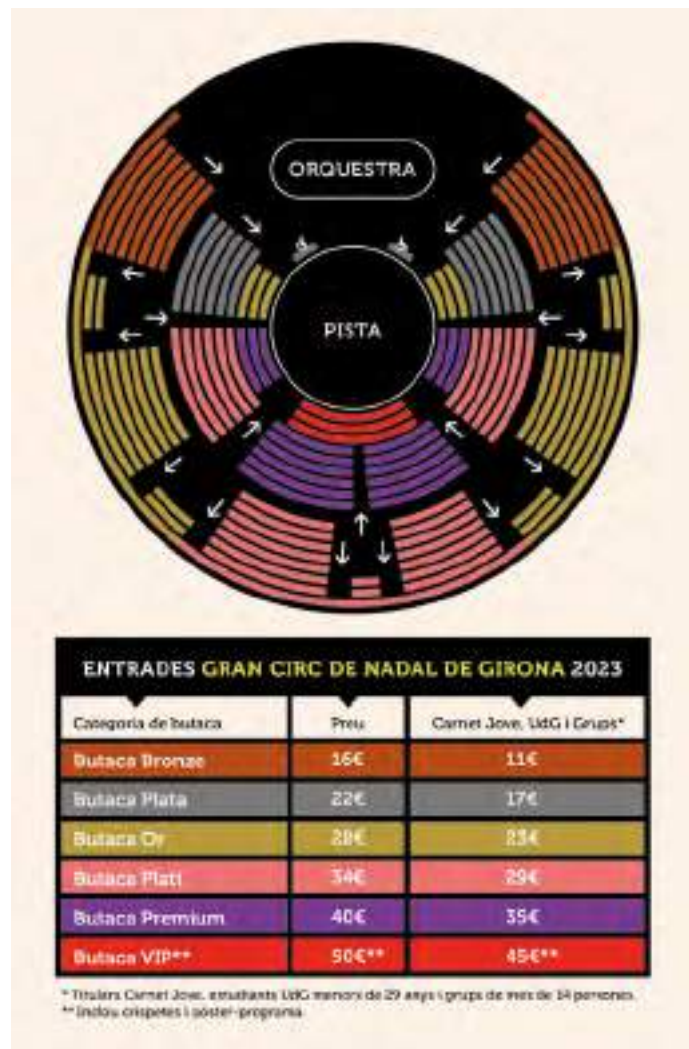 ORQUESTRA
PISTA
ENTRADES GRAN CIRC DE NADAL DE GIRONA 2023
Categoria de butaca Preu Carnet Jove, UdG i Grups*
Butaca Bronze 16€ 11€
Butaca Plata 22€ 17€
Butaca Or 28€ 23€
Butaca Platí 34€ 29€
Butaca Premium 40€ 35€
Butaca VIP** 50€** 45€**
* Titulars Carnet Jove, estudiants UdG menors de 29 anys i grups de més de 14 persones.
** Inclou crispetes i pòster-programa.